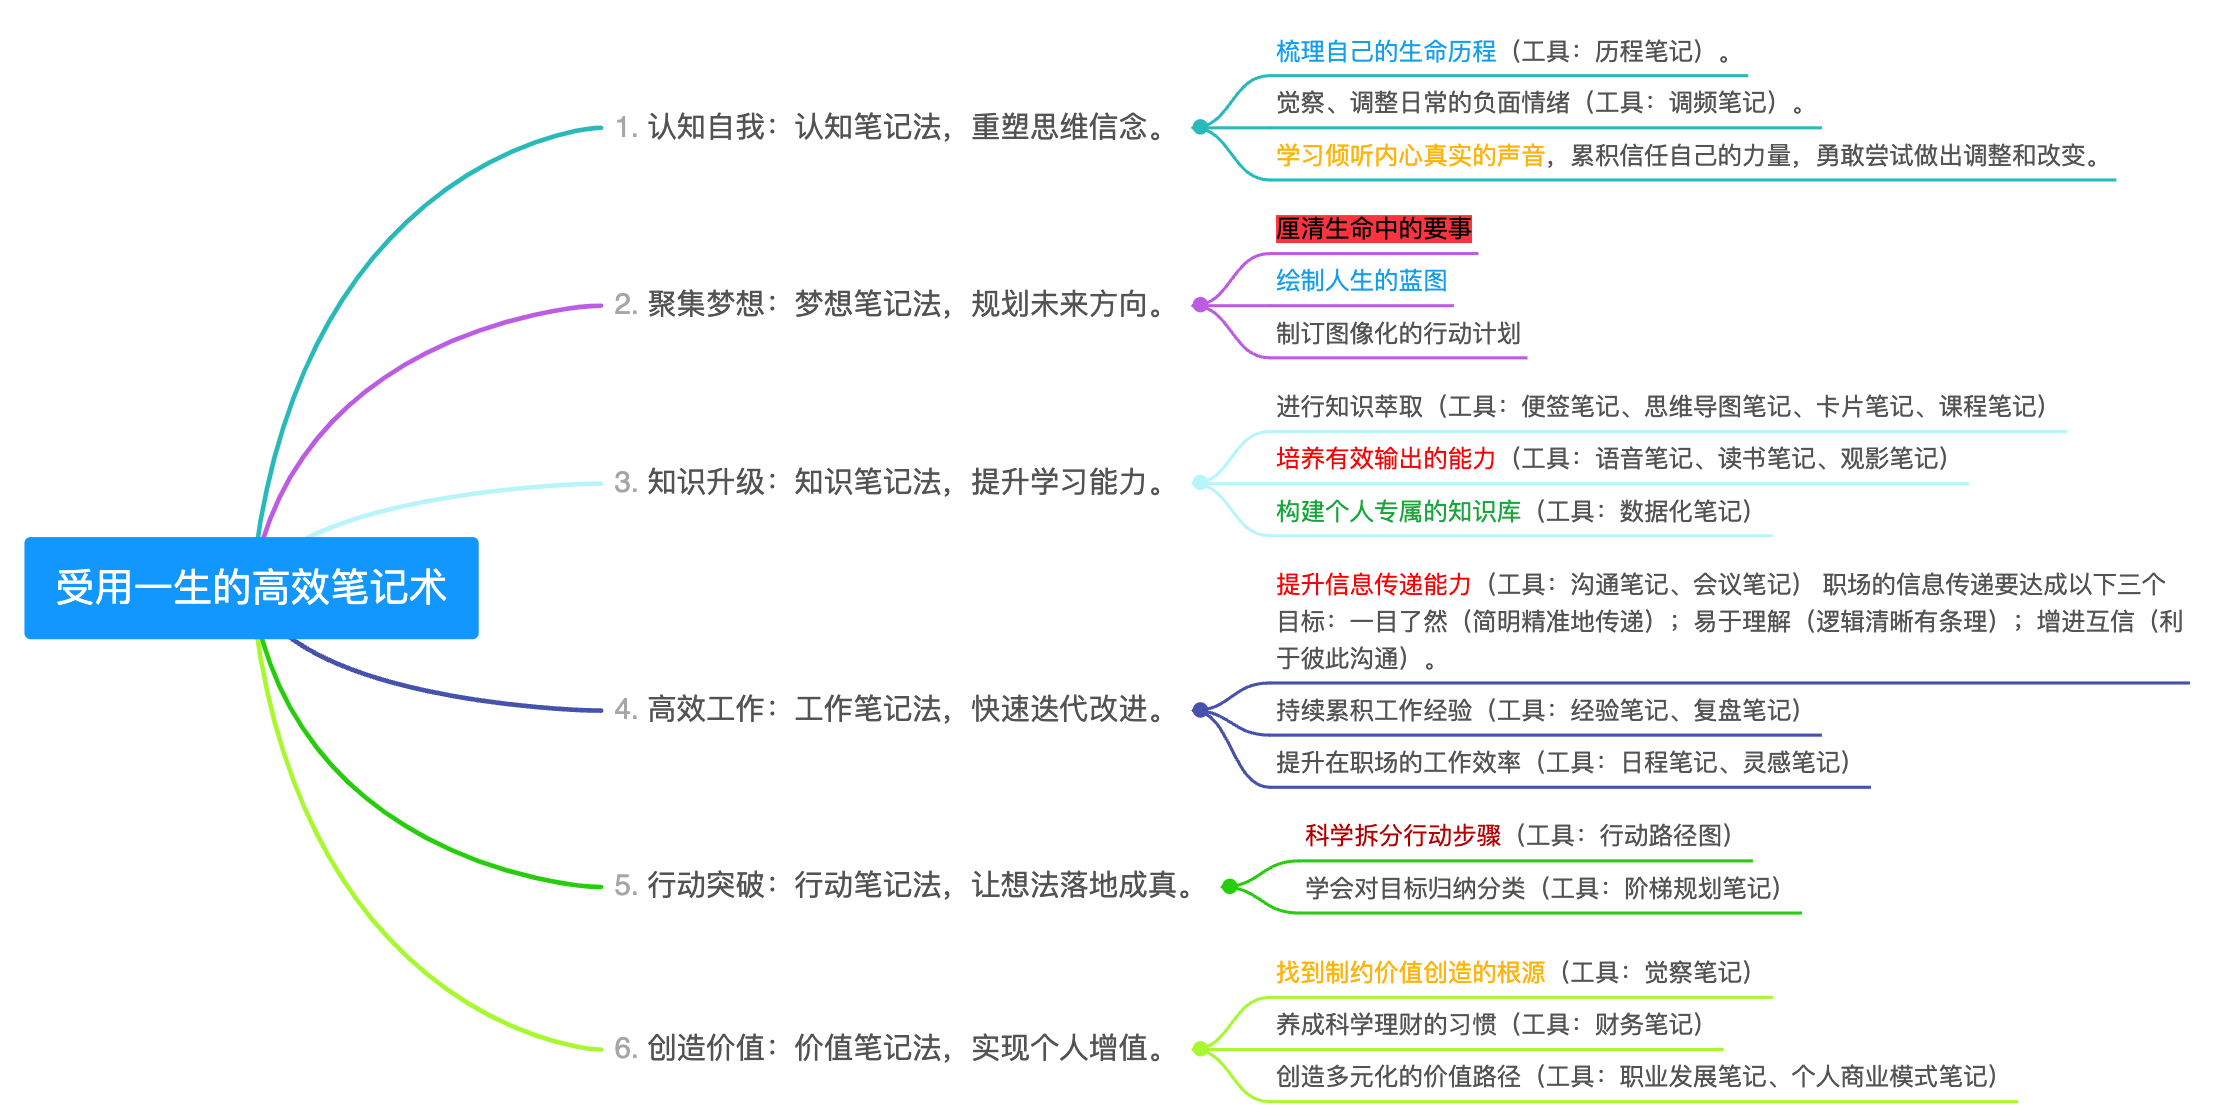 梳理自己的生命历程（工具：历程笔记）。
1. 认知自我：认知笔记法，重塑思维信念。
觉察、调整日常的负面情绪（工具：调频笔记）。
学习倾听内心真实的声音，累积信任自己的力量，勇敢尝试做出调整和改变。
厘清生命中的要事
2. 聚集梦想：梦想笔记法，规划未来方向。
绘制人生的蓝图
制订图像化的行动计划
进行知识萃取（工具：便签笔记、思维导图笔记、卡片笔记、课程笔记）
3. 知识升级：知识笔记法，提升学习能力。
培养有效输出的能力（工具：语音笔记、读书笔记、观影笔记）
构建个人专属的知识库（工具：数据化笔记）
受用一生的高效笔记术
提升信息传递能力（工具：沟通笔记、会议笔记） 职场的信息传递要达成以下三个
目标：一目了然（简明精准地传递）；易于理解（逻辑清晰有条理）；增进互信（利
于彼此沟通）。
4. 高效工作：工作笔记法，快速迭代改进。
持续累积工作经验（工具：经验笔记、复盘笔记）
提升在职场的工作效率（工具：日程笔记、灵感笔记）
科学拆分行动步骤（工具：行动路径图）
5. 行动突破：行动笔记法，让想法落地成真。
学会对目标归纳分类（工具：阶梯规划笔记）
找到制约价值创造的根源（工具：觉察笔记）
6. 创造价值：价值笔记法，实现个人增值。
养成科学理财的习惯（工具：财务笔记）
创造多元化的价值路径（工具：职业发展笔记、个人商业模式笔记）